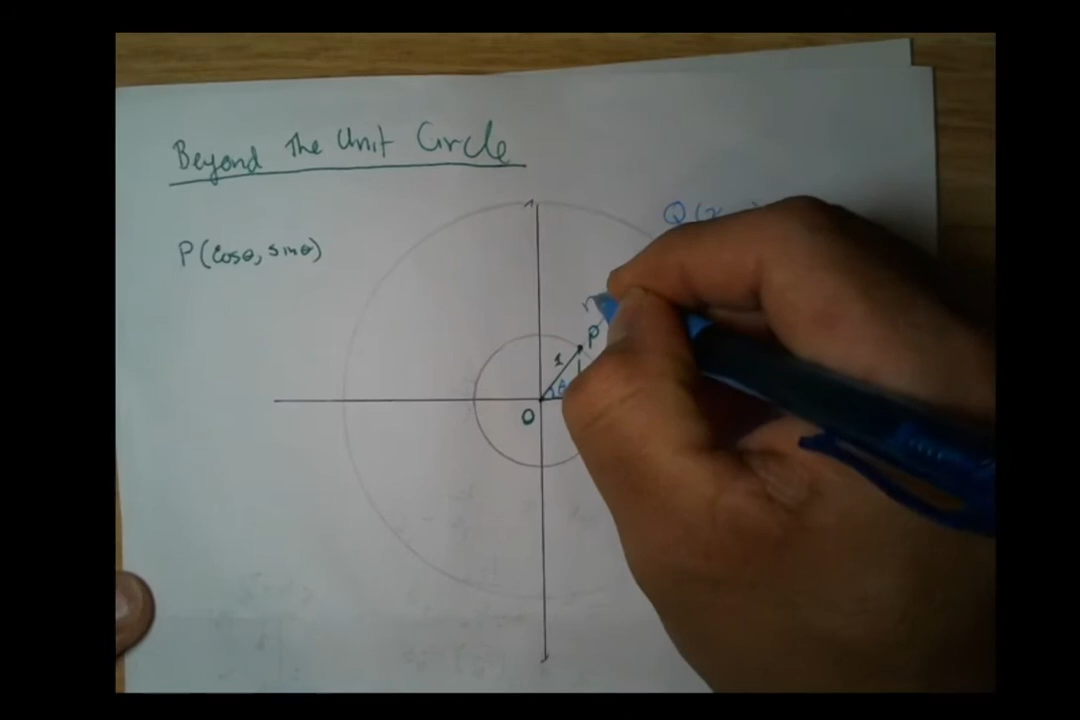 Beyond The Unit Circle
Q (x
P(cosθ, sinθ)
r
P
1
O